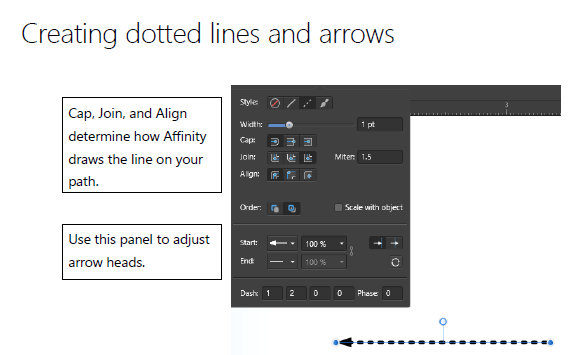 Creating dotted lines and arrows
Cap, Join, and Align
determine how Affinity
draws the line on your
path.
Use this panel to adjust
arrow heads.
Style:
Width: 1 pt
Cap:
Join: Miter: 1.5
Align:
Order: Scale with object
Start: 100 %
End: 100 %
Dash: 1 2 0 0 Phase: 0
3